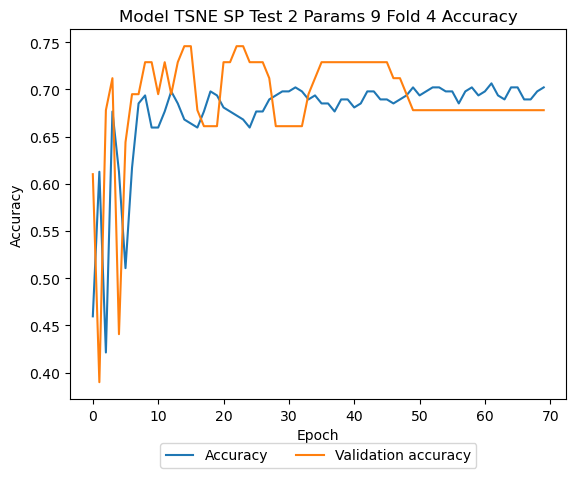 Model TSNE SP Test 2 Params 9 Fold 4 Accuracy
0.75
0.70
0.65
0.60
0.55
0.50
0.45
0.40
Accuracy
0 10 20 30 40 50 60 70
Epoch
Accuracy Validation accuracy